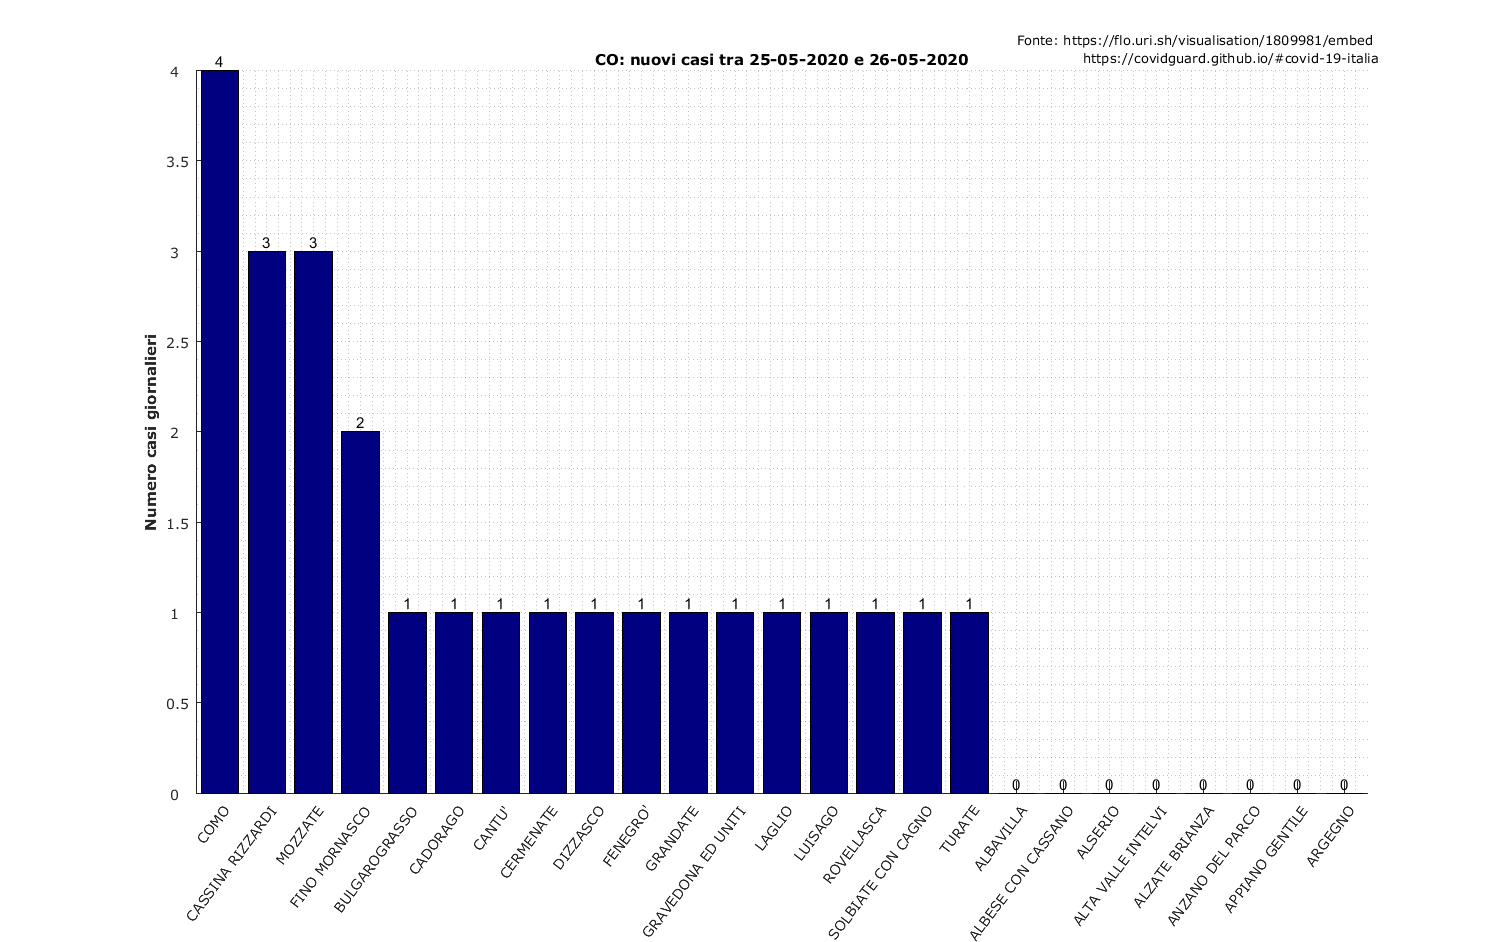 Fonte: https://flo.uri.sh/visualisation/1809981/embed
https://covidguard.github.io/#covid-19-italia
CO: nuovi casi tra 25-05-2020 e 26-05-2020
Numero casi giornalieri
4
3.5
3
2.5
2
1.5
1
0.5
0
4
3
3
2
1
1
1
1
1
1
1
1
1
1
1
1
1
0
0
0
0
0
0
0
0
COMO
CASSINA RIZZARDI
MOZZATE
FINO MORNASCO
BULGAROGRASSO
CADORAGO
CANTU'
CERMENATE
DIZZASCO
FENEGRO'
GRANDATE
GRAVEDONA ED UNITI
LAGLIO
LUISAGO
ROVELLASCA
SOLBIATE CON CAGNO
TURATE
ALBAVILLA
ALBESE CON CASSANO
ALSERIO
ALTA VALLE INTELVI
ALZATE BRIANZA
ANZANO DEL PARCO
APPIANO GENTILE
ARGEGNO